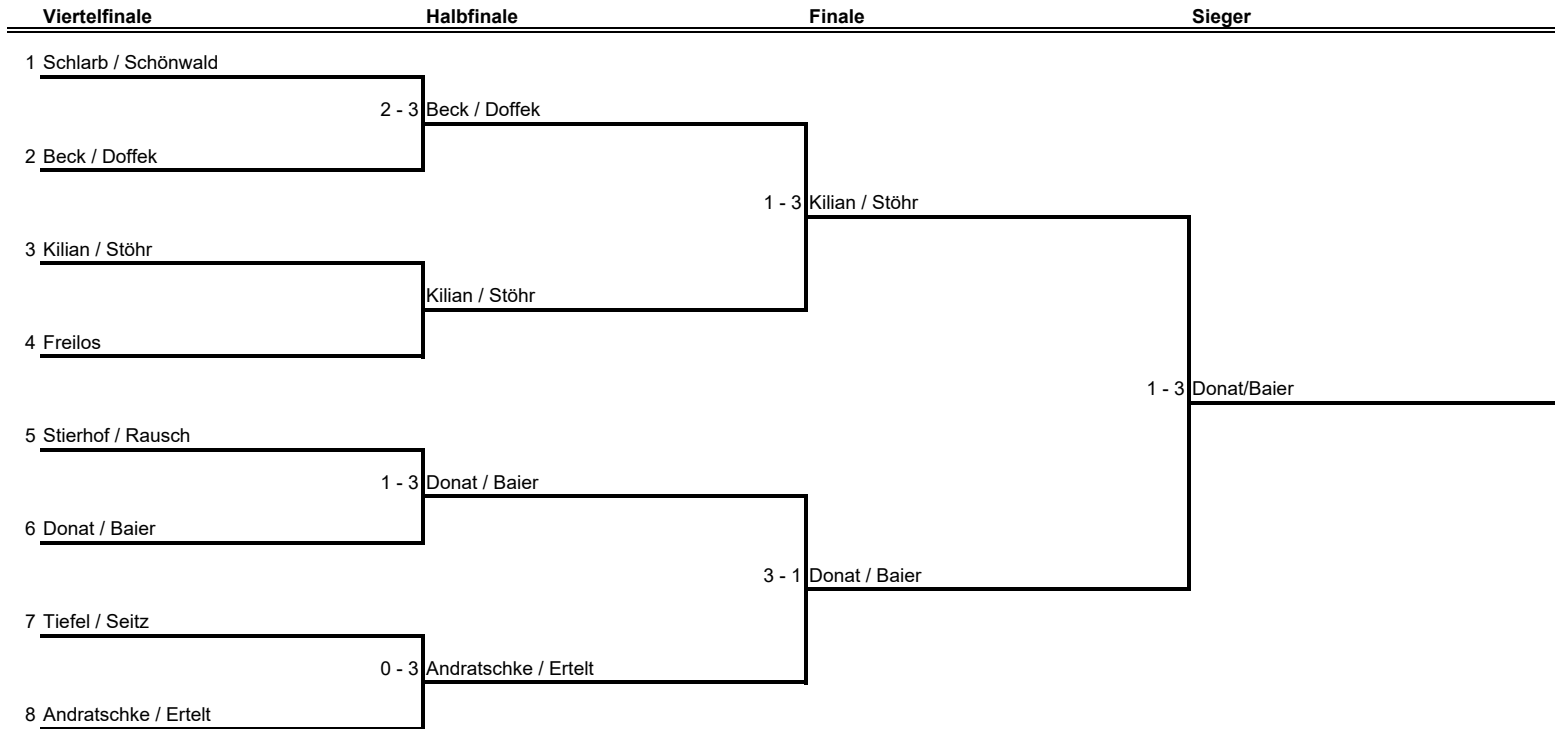 Viertelfinale Halbfinale Finale Sieger
1 Schlarb / Schönwald
2 - 3 Beck / Doffek
2 Beck / Doffek
1 - 3 Kilian / Stöhr
3 Kilian / Stöhr
Kilian / Stöhr
4 Freilos
1 - 3 Donat/Baier
5 Stierhof / Rausch
1 - 3 Donat / Baier
6 Donat / Baier
3 - 1 Donat / Baier
7 Tiefel / Seitz
0 - 3 Andratschke / Ertelt
8 Andratschke / Ertelt